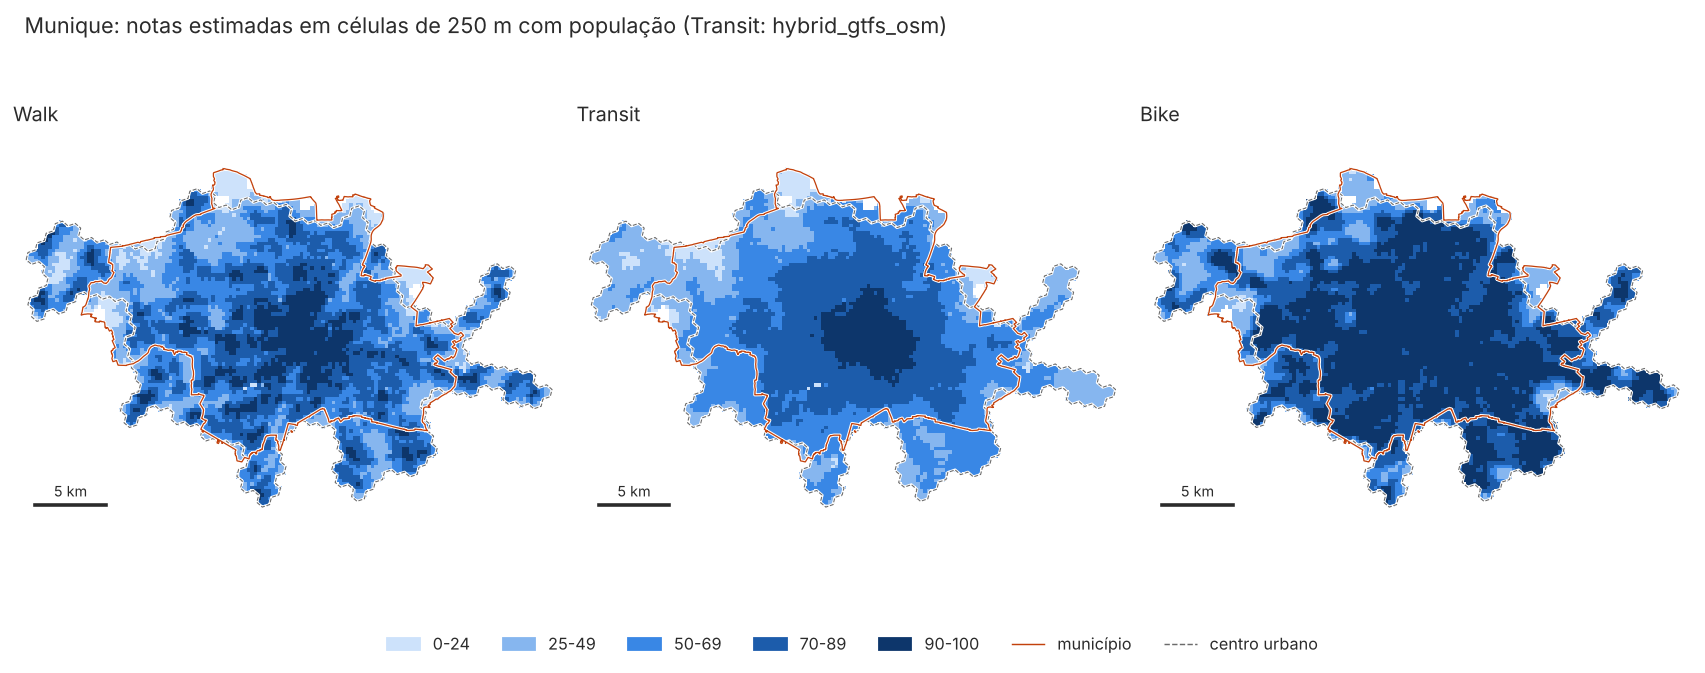 Munique: notas estimadas em células de 250 m com população (Transit: hybrid_gtfs_osm)
Walk
Transit
Bike
5 km
5 km
5 km
0-24
25-49
50-69
70-89
90-100
município
centro urbano